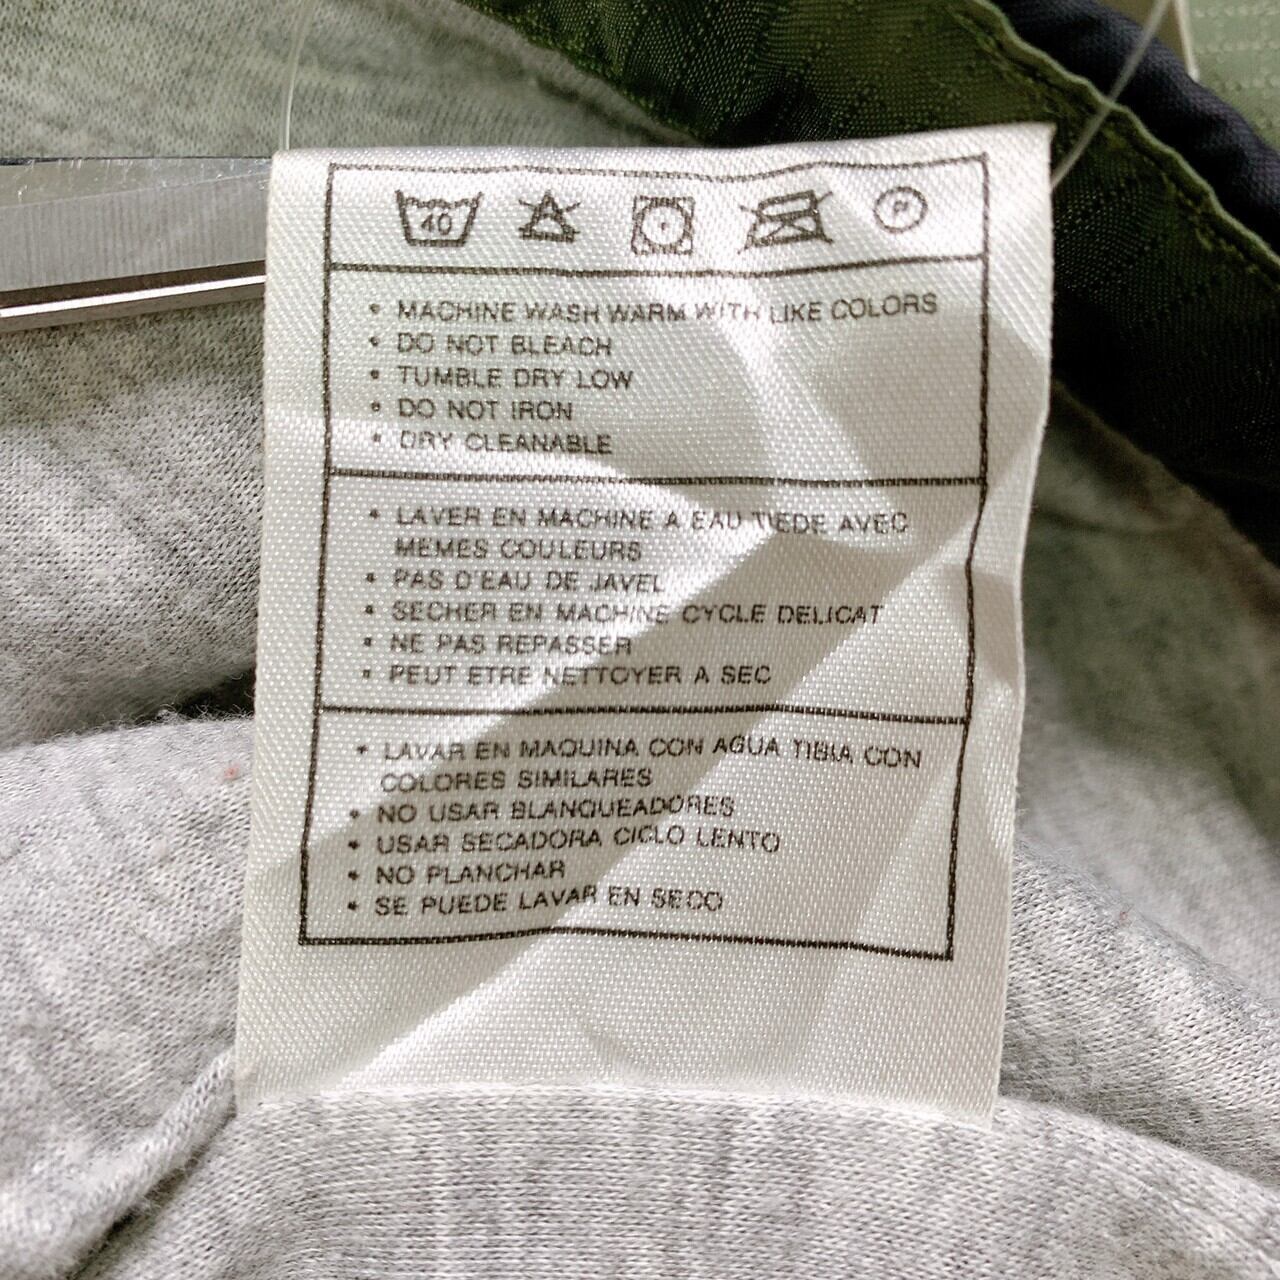 40 P
• MACHINE WASH WARM WITH LIKE COLORS
• DO NOT BLEACH
• TUMBLE DRY LOW
• DO NOT IRON
• DRY CLEANABLE
• LAVER EN MACHINE A EAU TIEDE AVEC
MEMES COULEURS
• PAS D'EAU DE JAVEL
• SECHER EN MACHINE CYCLE DELICAT
• NE PAS REPASSER
• PEUT ETRE NETTOYER A SEC
• LAVAR EN MAQUINA CON AGUA TIBIA CON
COLORES SIMILARES
• NO USAR BLANQUEADORES
• USAR SECADORA CICLO LENTO
• NO PLANCHAR
• SE PUEDE LAVAR EN SECO